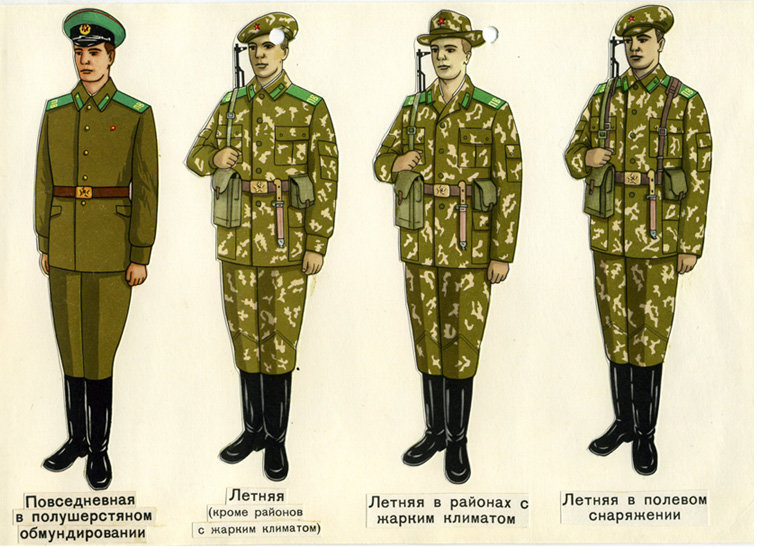 Повседневная
в полушерстяном
обмундировании
Летняя
(кроме районов
с жарким климатом)
Летняя в районах с
жарким климатом
Летняя в полевом
снаряжении